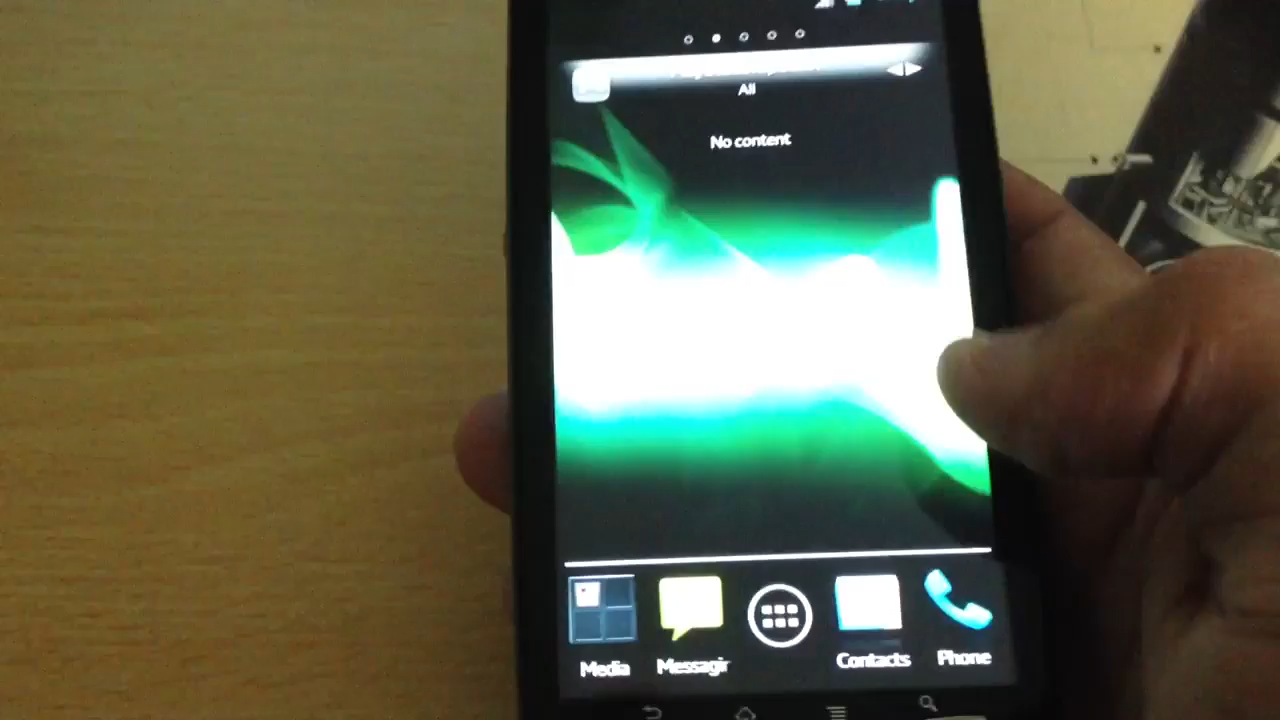 All
No content
Media
Messagir
Contacts
Phone